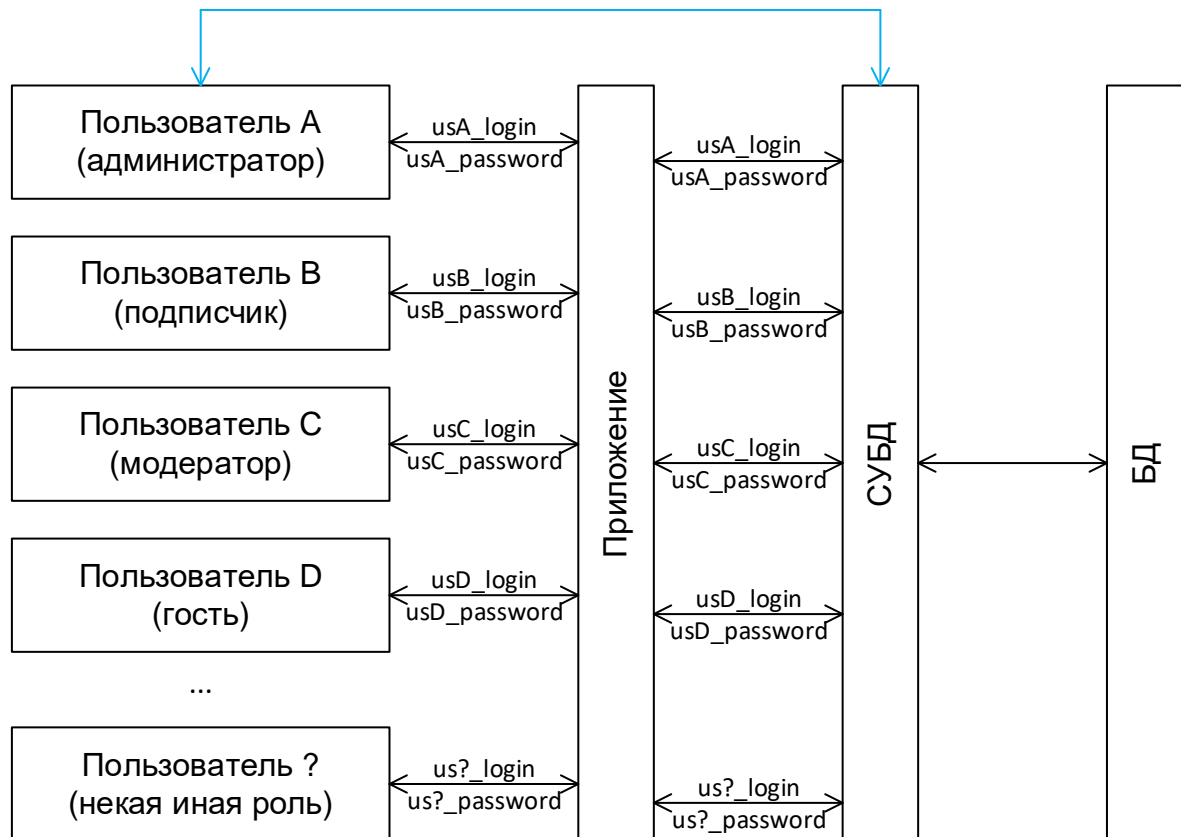 Пользователь A
(администратор)
usA_login
usA_password
usA_login
usA_password
Пользователь B
(подписчик)
usB_login
usB_password
usB_login
usB_password
Пользователь C
(модератор)
usC_login
usC_password
usC_login
usC_password
Пользователь D
(гость)
usD_login
usD_password
usD_login
usD_password
...
Пользователь ?
(некая иная роль)
us?_login
us?_password
us?_login
us?_password
Приложение
СУБД
БД